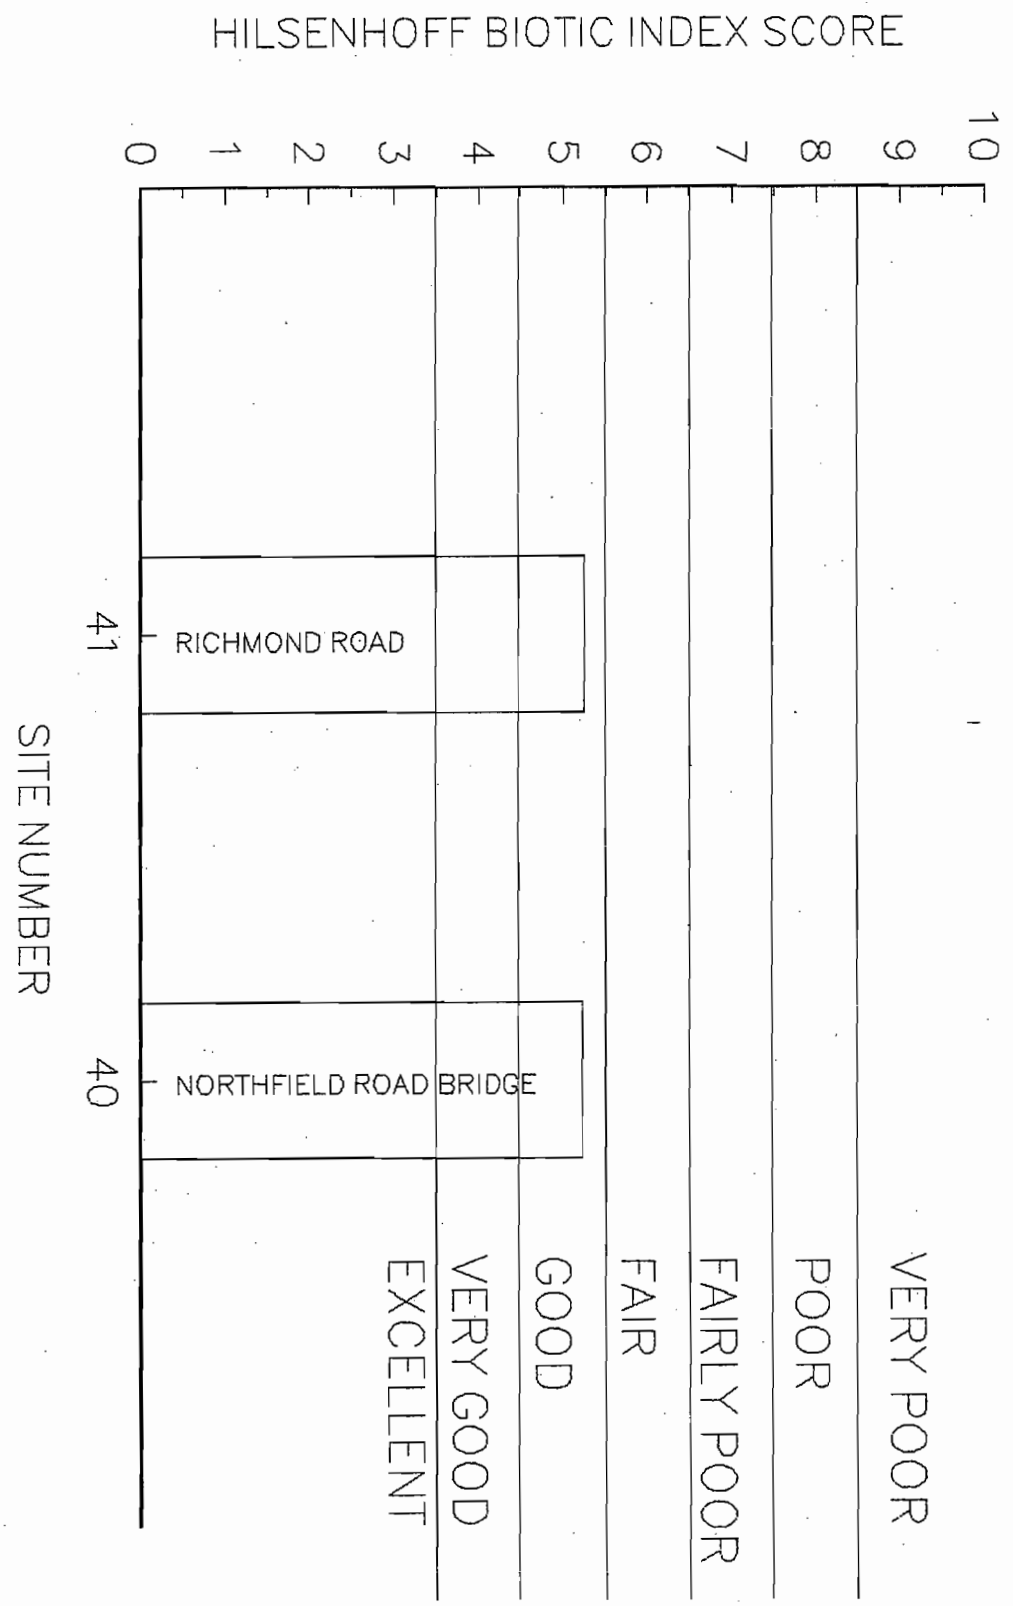 HILSENHOFF BIOTIC INDEX SCORE
10
9
8
7
6
5
4
3
2
1
0
VERY POOR
POOR
FAIRLY POOR
FAIR
GOOD
VERY GOOD
EXCELLENT
RICHMOND ROAD
NORTHFIELD ROAD BRIDGE
41
40
SITE NUMBER